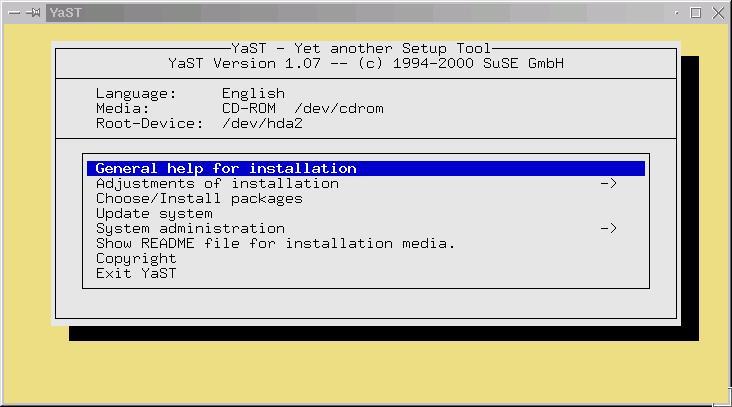 YaST
YaST - Yet another Setup Tool
YaST Version 1.07 -- (c) 1994-2000 SuSE GmbH
Language: English
Media: CD-ROM /dev/cdrom
Root-Device: /dev/hda2
General help for installation
Adjustments of installation ->
Choose/Install packages
Update system
System administration ->
Show README file for installation media.
Copyright
Exit YaST